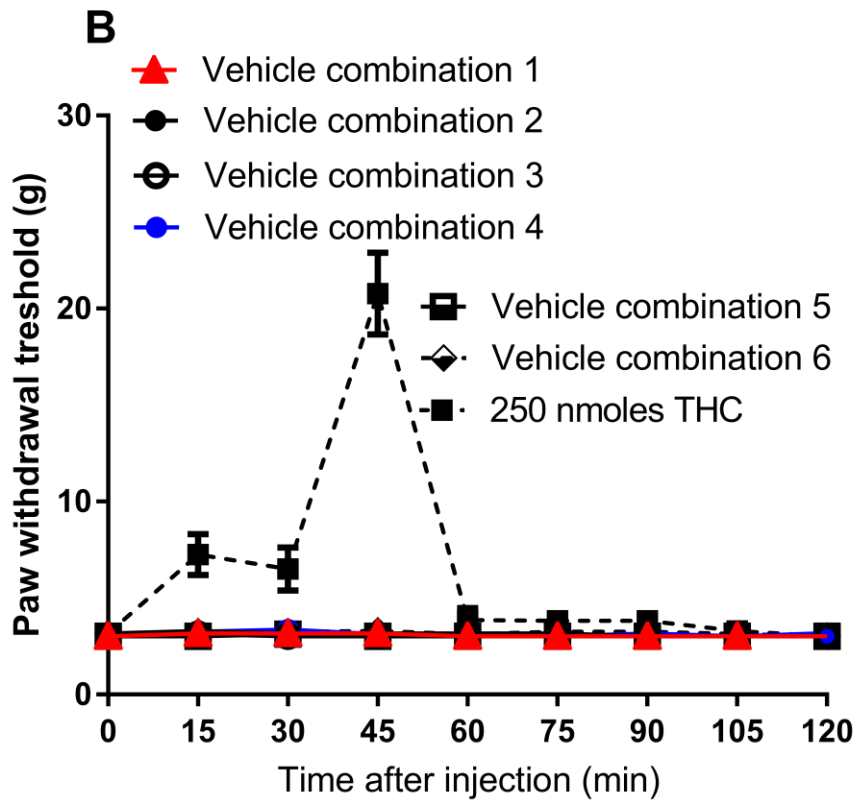 B
Vehicle combination 1
Vehicle combination 2
Vehicle combination 3
Vehicle combination 4
Vehicle combination 5
Vehicle combination 6
250 nmoles THC
Paw withdrawal treshold (g)
30
20
10
0
0 15 30 45 60 75 90 105 120
Time after injection (min)